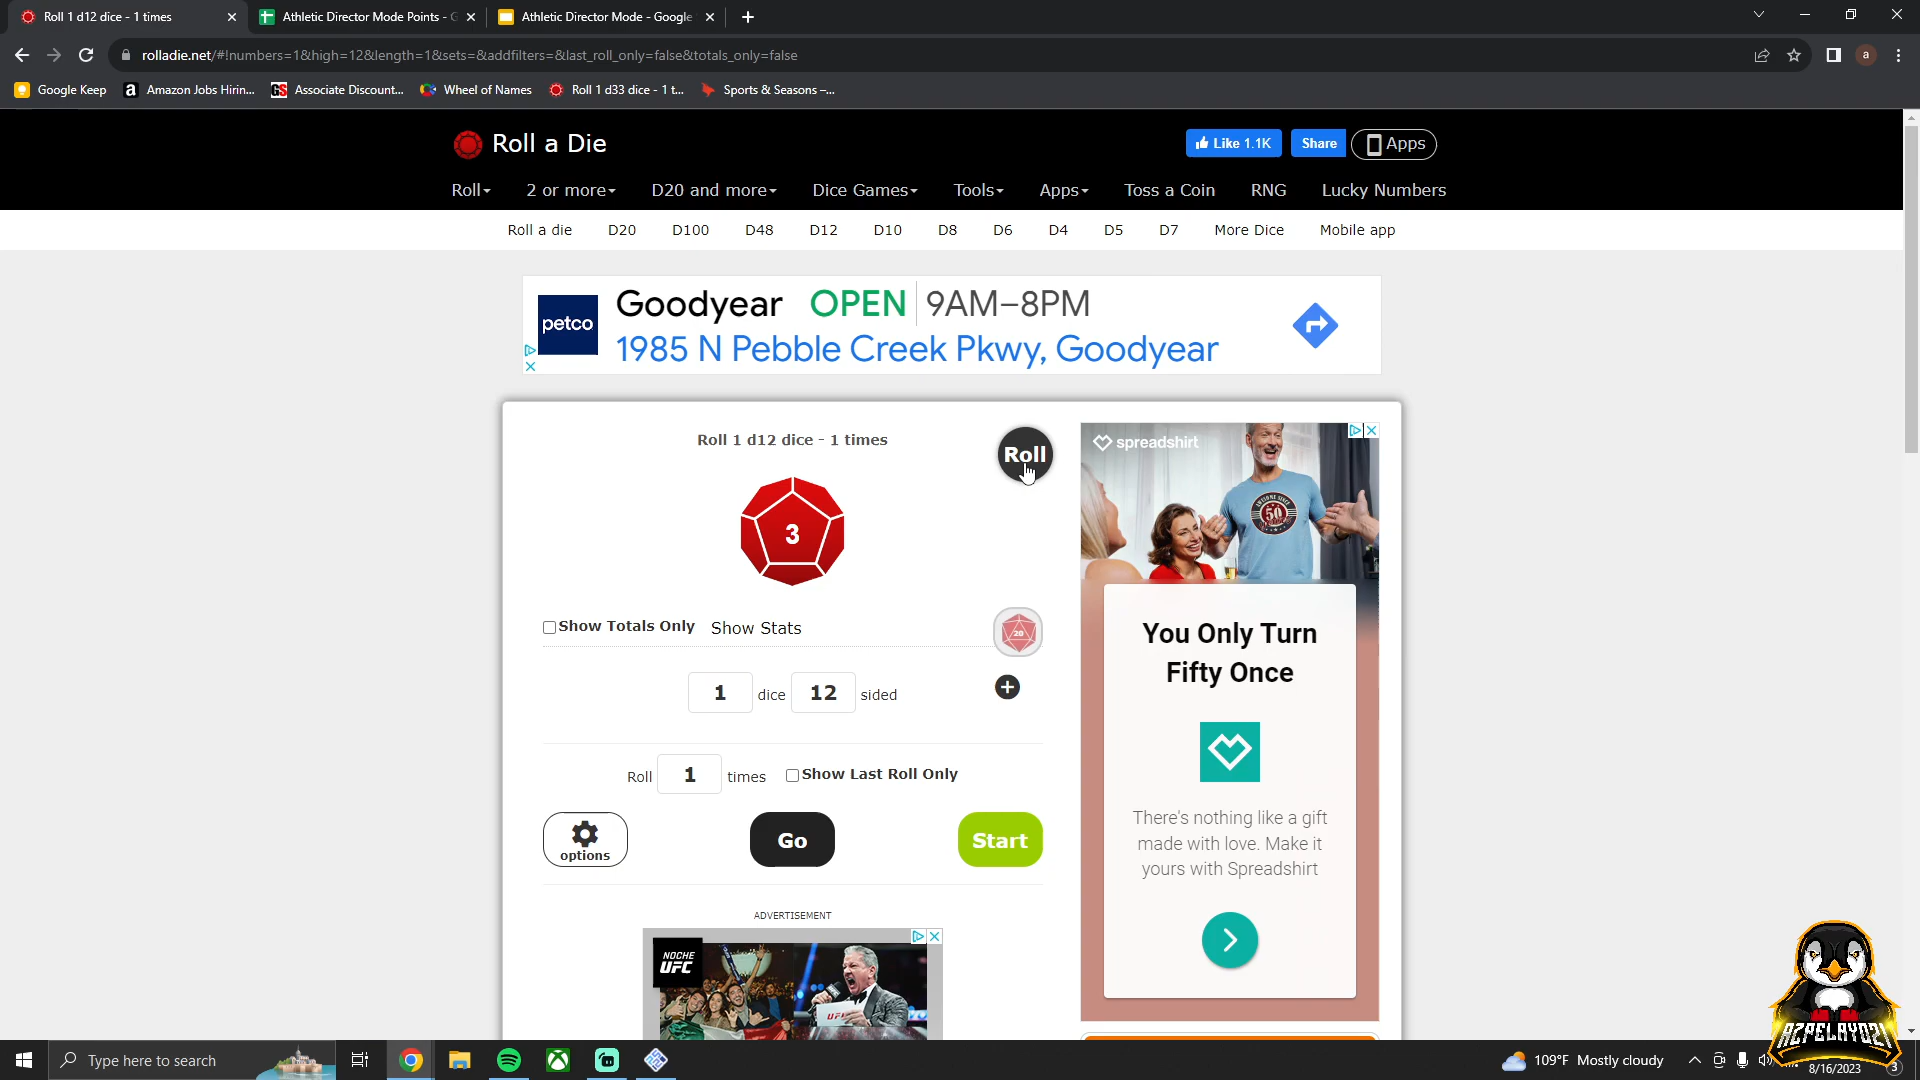 Roll 1 d12 dice - 1 times
Athletic Director Mode Points - G
Athletic Director Mode - Google
rolladie.net/#!numbers=1&high=12&length=1&sets=&addfilters=&last_roll_only=false&totals_only=false
a
Google Keep
Amazon Jobs Hirin...
Associate Discount...
Wheel of Names
Roll 1 d33 dice - 1 t...
Sports & Seasons –...
Roll a Die
Like 1.1K
Share
Apps
Roll
2 or more
D20 and more
Dice Games
Tools
Apps
Toss a Coin
RNG
Lucky Numbers
Roll a die
D20
D100
D48
D12
D10
D8
D6
D4
D5
D7
More Dice
Mobile app
petco
Goodyear OPEN 9AM–8PM
1985 N Pebble Creek Pkwy, Goodyear
Roll 1 d12 dice - 1 times
Roll
3
Show Totals Only
Show Stats
20
1 dice 12 sided
Roll 1 times
Show Last Roll Only
options
Go
Start
ADVERTISEMENT
NOCHE
UFC
UFC
spreadshirt
50
You Only Turn
Fifty Once
There's nothing like a gift
made with love. Make it
yours with Spreadshirt
AZPELAYO21
Type here to search
109°F Mostly cloudy
8/16/2023
3